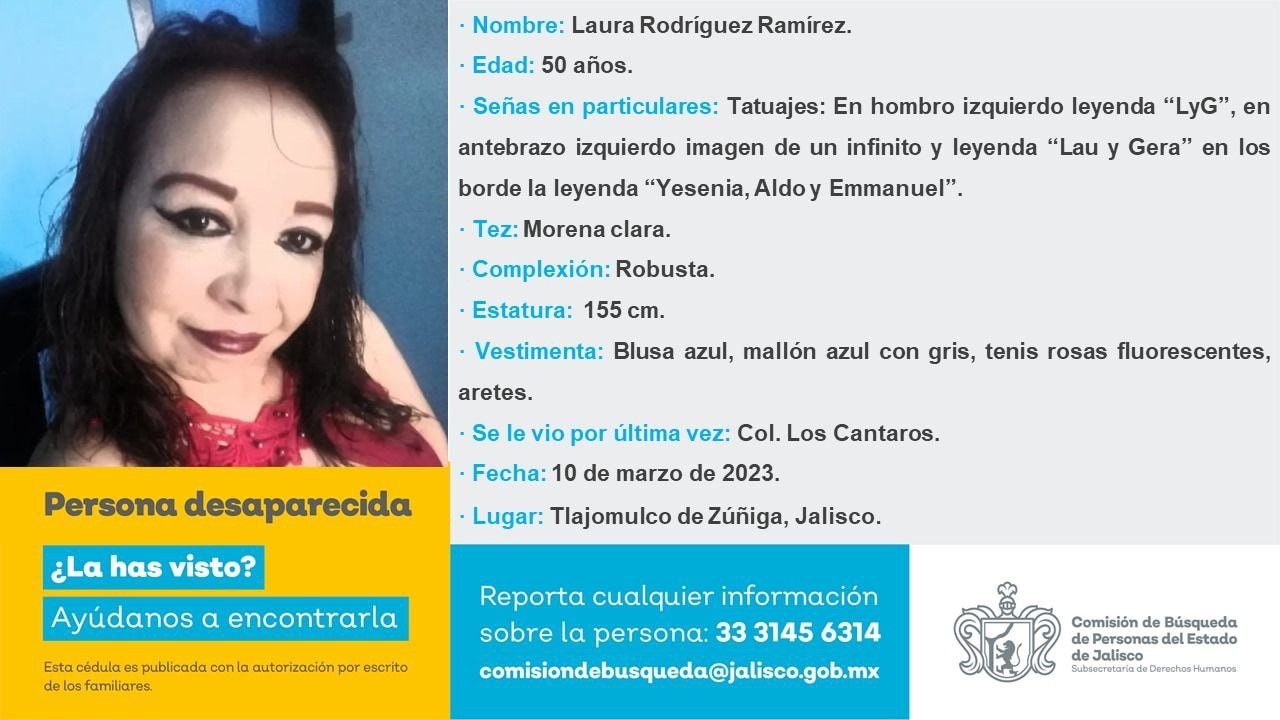 · Nombre: Laura Rodríguez Ramírez.
· Edad: 50 años.
· Señas en particulares: Tatuajes: En hombro izquierdo leyenda “LyG”, en
antebrazo izquierdo imagen de un infinito y leyenda “Lau y Gera” en los
borde la leyenda “Yesenia, Aldo y Emmanuel”.
· Tez: Morena clara.
· Complexión: Robusta.
· Estatura: 155 cm.
· Vestimenta: Blusa azul, mallón azul con gris, tenis rosas fluorescentes,
aretes.
· Se le vio por última vez: Col. Los Cantaros.
· Fecha: 10 de marzo de 2023.
· Lugar: Tlajomulco de Zúñiga, Jalisco.
Persona desaparecida
¿La has visto?
Ayúdanos a encontrarla
Esta cédula es publicada con la autorización por escrito
de los familiares.
Reporta cualquier información
sobre la persona: 33 3145 6314
comisiondebusqueda@jalisco.gob.mx
Comisión de Búsqueda
de Personas del Estado
de Jalisco
Subsecretaría de Derechos Humanos